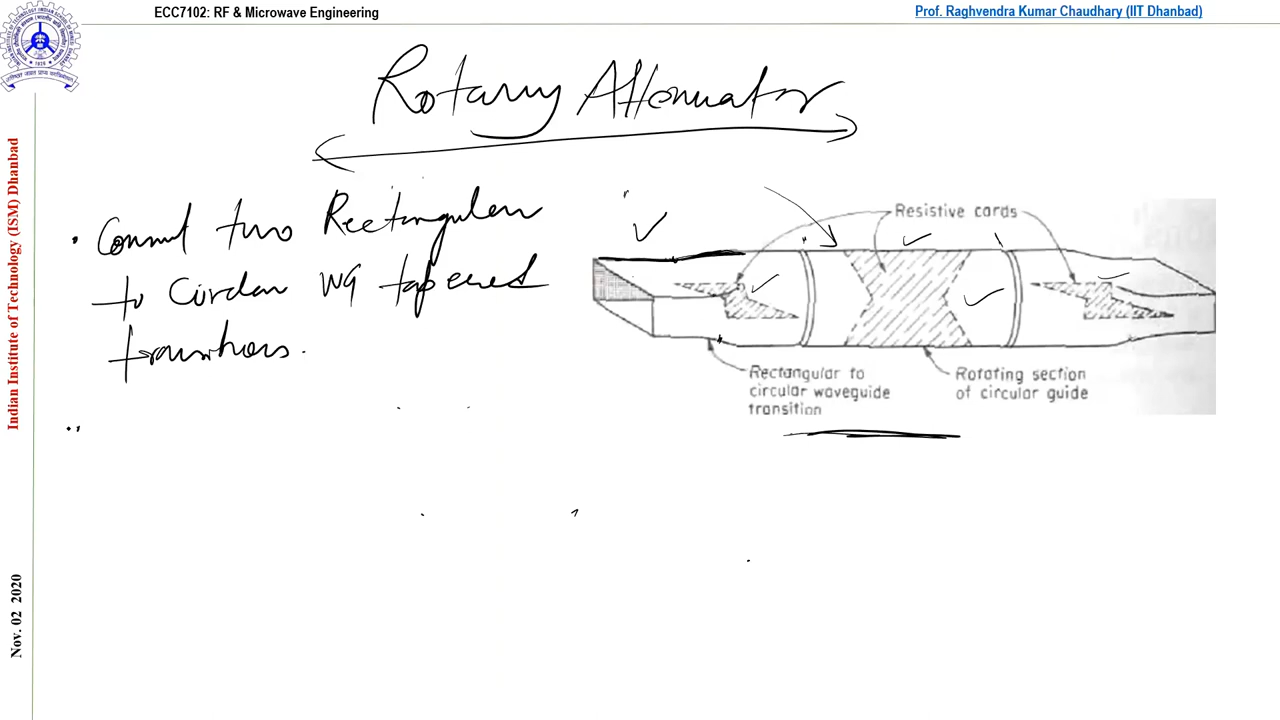 ECC7102: RF & Microwave Engineering
Prof. Raghvendra Kumar Chaudhary (IIT Dhanbad)
Rotary Attenuator
two Rectangular
to Circular WG tapered
transitions.
Resistive cards
Rectangular to
circular waveguide
transition
Rotating section
of circular guide
Indian Institute of Technology (ISM) Dhanbad
Nov. 02 2020